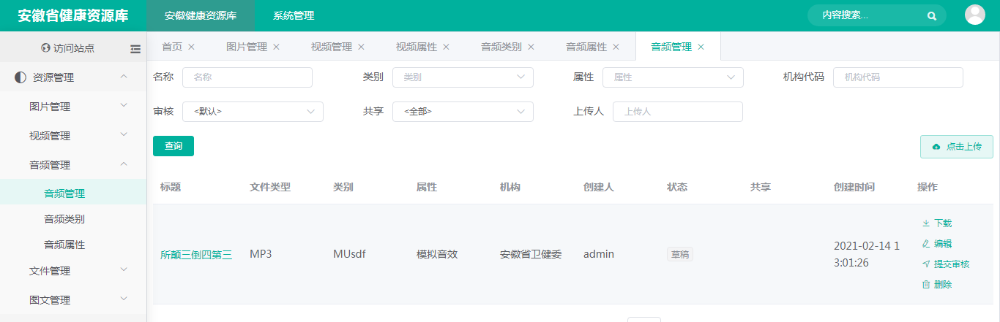 安徽省健康资源库 安徽健康资源库 系统管理 内容搜索...
访问站点 首页 图片管理 视频管理 视频属性 音频类别 音频属性 音频管理
资源管理
图片管理
视频管理
音频管理
音频管理
音频类别
音频属性
文件管理
图文管理
名称 名称 类别 类别 属性 属性 机构代码 机构代码
审核 <默认> 共享 <全部> 上传人 上传人
查询 点击上传
标题 文件类型 类别 属性 机构 创建人 状态 共享 创建时间 操作
所颠三倒四第三 MP3 MUsdf 模拟音效 安徽省卫健委 admin 草稿 2021-02-14 1
3:01:26
下载
编辑
提交审核
删除